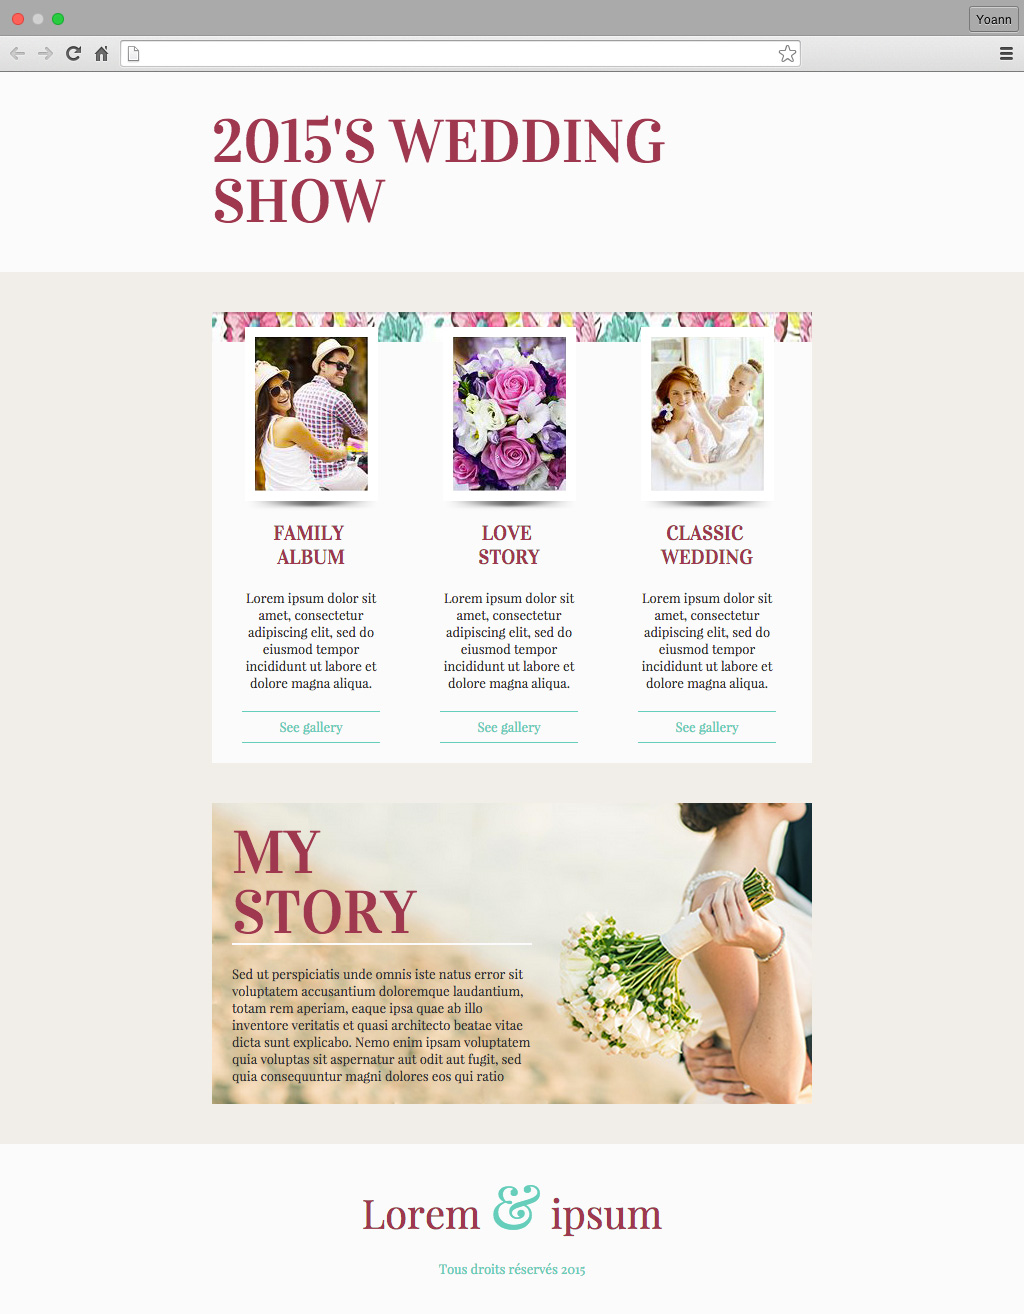 Yoann
2015'S WEDDING
SHOW
FAMILY
ALBUM
Lorem ipsum dolor sit
amet, consectetur
adipiscing elit, sed do
eiusmod tempor
incididunt ut labore et
dolore magna aliqua.
See gallery
LOVE
STORY
Lorem ipsum dolor sit
amet, consectetur
adipiscing elit, sed do
eiusmod tempor
incididunt ut labore et
dolore magna aliqua.
See gallery
CLASSIC
WEDDING
Lorem ipsum dolor sit
amet, consectetur
adipiscing elit, sed do
eiusmod tempor
incididunt ut labore et
dolore magna aliqua.
See gallery
MY
STORY
Sed ut perspiciatis unde omnis iste natus error sit
voluptatem accusantium doloremque laudantium,
totam rem aperiam, eaque ipsa quae ab illo
inventore veritatis et quasi architecto beatae vitae
dicta sunt explicabo. Nemo enim ipsam voluptatem
quia voluptas sit aspernatur aut odit aut fugit, sed
quia consequuntur magni dolores eos qui ratio
Lorem & ipsum
Tous droits réservés 2015